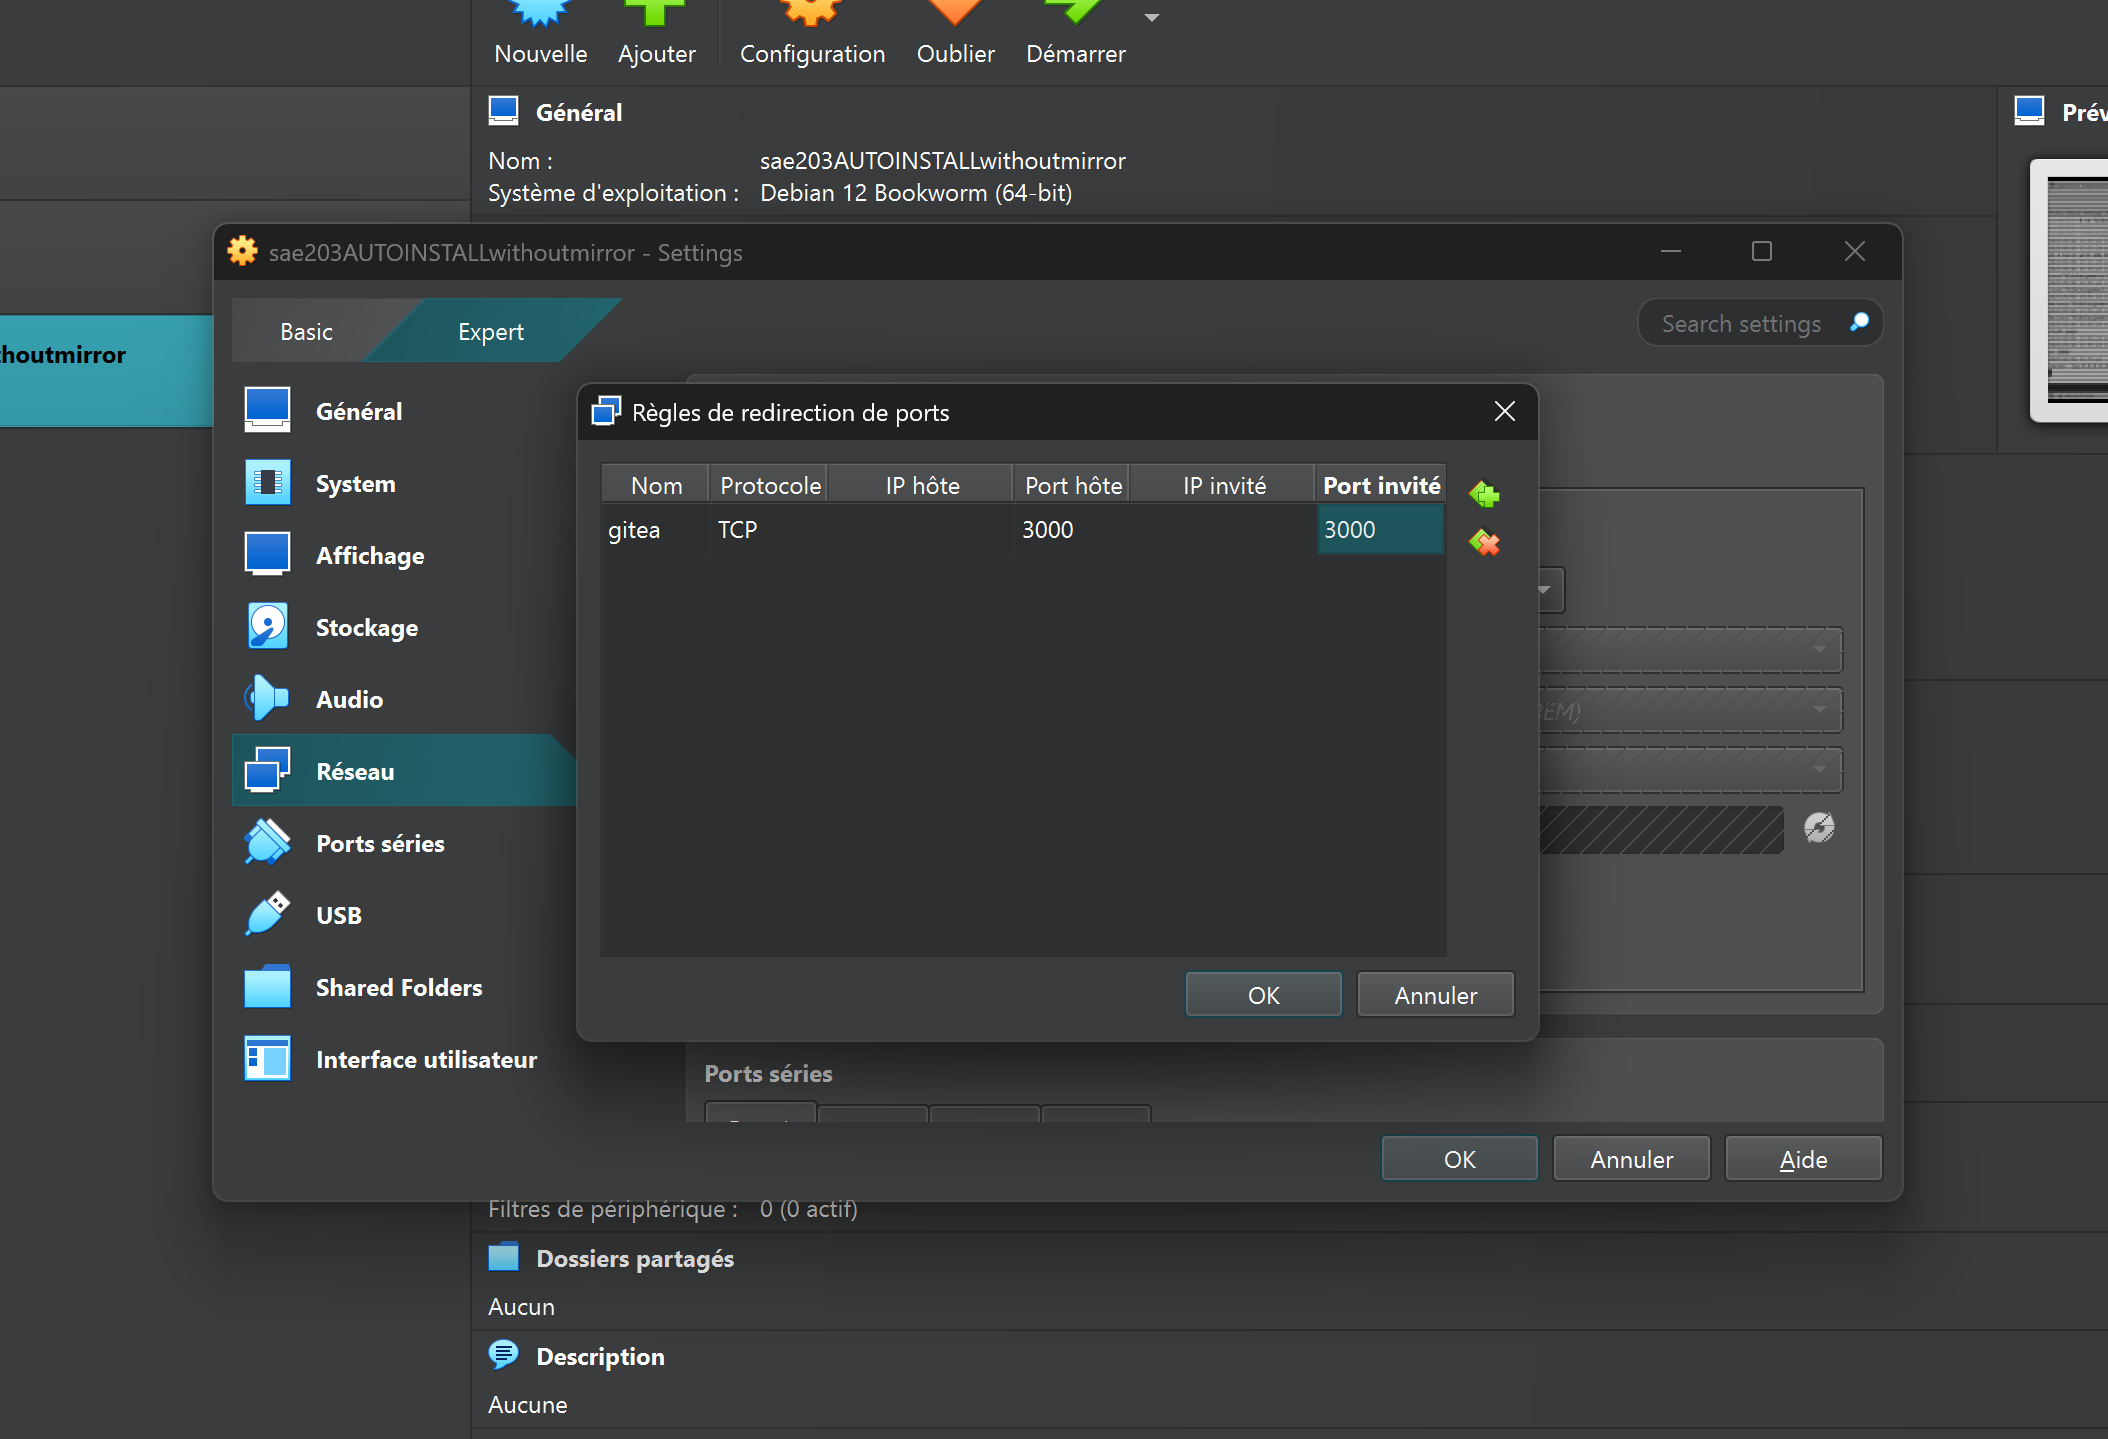 Nouvelle
Ajouter
Configuration
Oublier
Démarrer
Général
Prév
Nom :
sae203AUTOINSTALLwithoutmirror
Système d'exploitation :
Debian 12 Bookworm (64-bit)
sae203AUTOINSTALLwithoutmirror - Settings
Basic
Expert
Search settings
houtmirror
Général
System
Affichage
Stockage
Audio
Réseau
Ports séries
USB
Shared Folders
Interface utilisateur
Règles de redirection de ports
Nom
Protocole
IP hôte
Port hôte
IP invité
Port invité
gitea
TCP
3000
3000
OK
Annuler
Ports séries
OK
Annuler
Aide
Filtres de périphérique :
0 (0 actif)
Dossiers partagés
Aucun
Description
Aucune